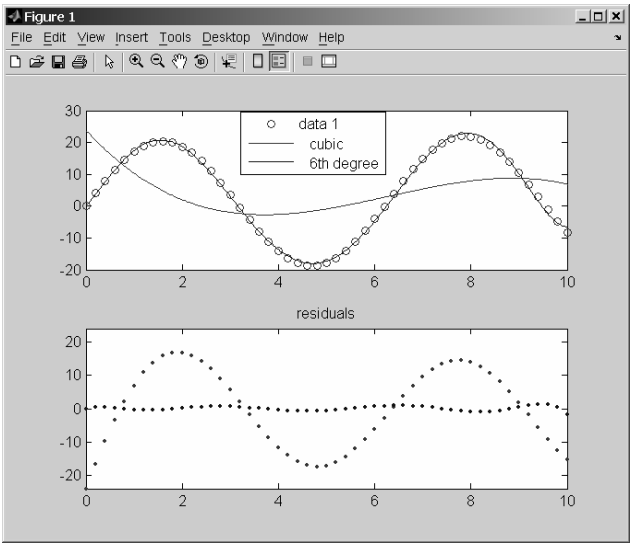 Figure 1
File Edit View Insert Tools Desktop Window Help
30
20
10
0
-10
-20
data 1
cubic
6th degree
0 2 4 6 8 10
residuals
20
10
0
-10
-20
0 2 4 6 8 10